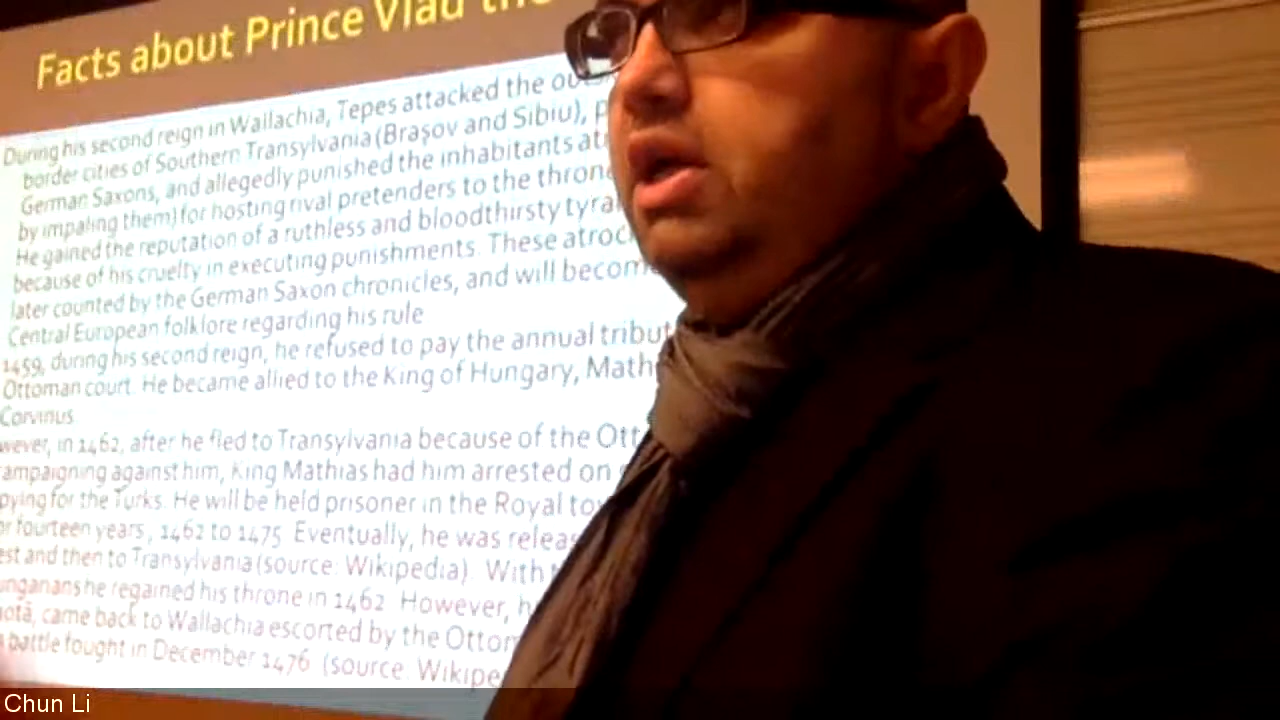 Facts about Prince Vlad the
During his second reign in Wallachia, Tepes attacked the
border cities of Southern Transylvania (Brașov and Sibiu),
German Saxons, and allegedly punished the inhabitants
by impaling them) for hosting rival pretenders to the throne
He gained the reputation of a ruthless and bloodthirsty
because of his cruelty in executing punishments. These
later counted by the German Saxon chronicles, and will become
Central European folklore regarding his rule
1459, during his second reign, he refused to pay the annual
Ottoman court. He became allied to the King of Hungary,
Corvinus
in 1462, after he fled to Transylvania because of the
against him, King Mathias had him arrested on
for the Turks. He will be held prisoner in the Royal
fourteen years, 1462 to 1475 Eventually, he was
and then to Transylvania (source: Wikipedia). With
he regained his throne in 1462 However,
came back to Wallachia escorted by the
battle fought in December 1476 (source:
Chun Li